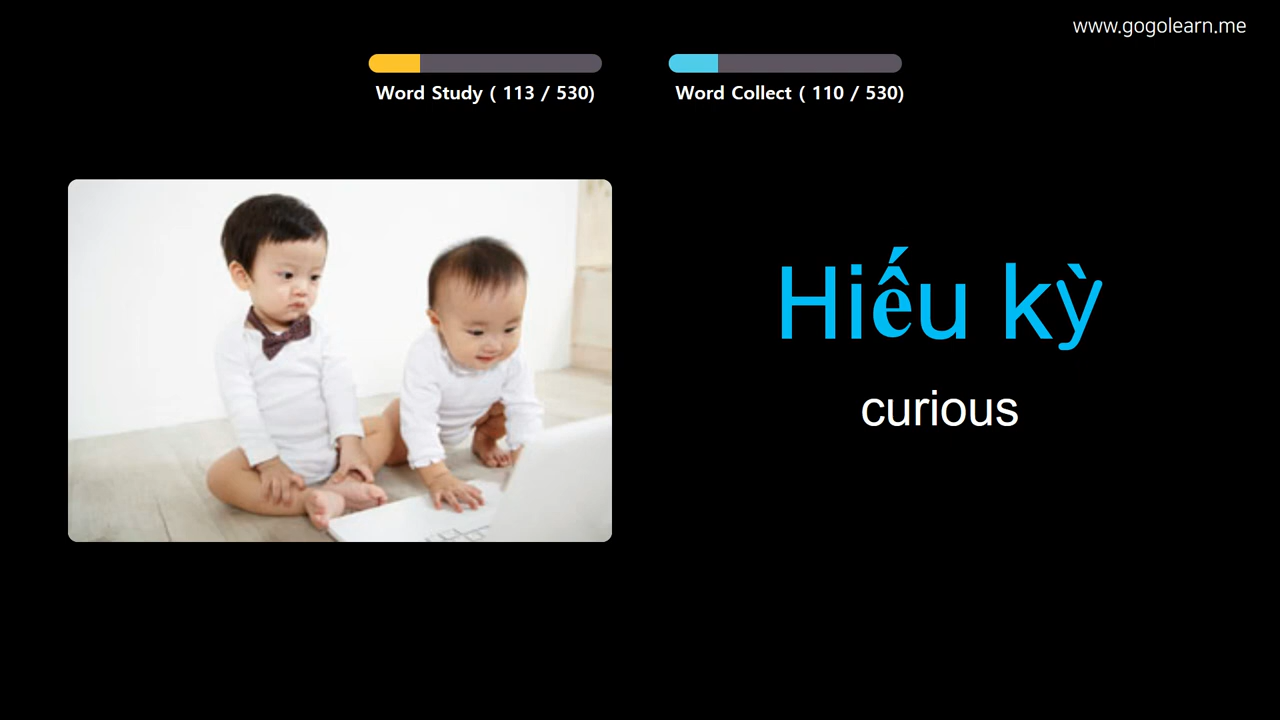 www.gogolearn.me
Word Study ( 113 / 530)
Word Collect ( 110 / 530)
Hiếu kỳ
curious